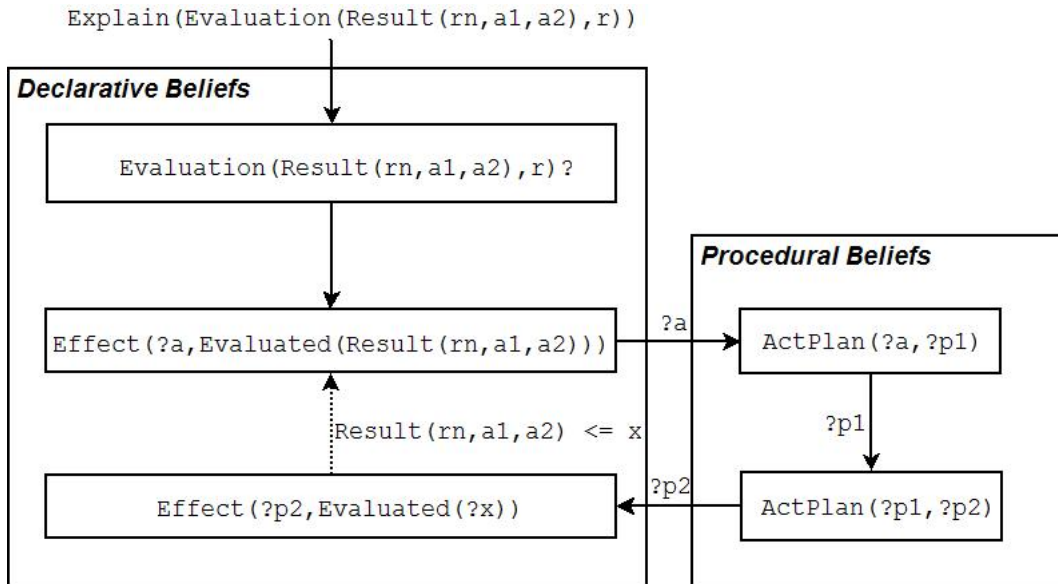 Explain(Evaluation(Result(rn,a1,a2),r))
Declarative Beliefs
Evaluation(Result(rn,a1,a2),r)?
Procedural Beliefs
Effect(?a,Evaluated(Result(rn,a1,a2)))
?a
ActPlan(?a,?p1)
Result(rn,a1,a2) <= x
?p1
Effect(?p2,Evaluated(?x))
?p2
ActPlan(?p1,?p2)